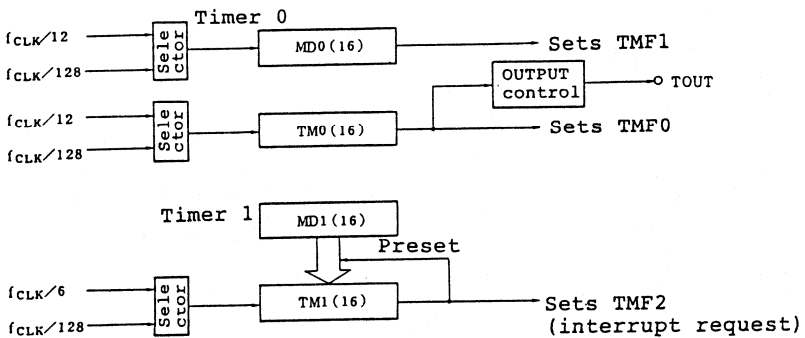 Timer 0
fCLK/12
fCLK/128
Sele
ctor
MD0(16)
Sets TMF1
OUTPUT
control
TOUT
fCLK/12
fCLK/128
Sele
ctor
TM0(16)
Sets TMF0
Timer 1
MD1(16)
Preset
fCLK/6
fCLK/128
Sele
ctor
TM1(16)
Sets TMF2
(interrupt request)